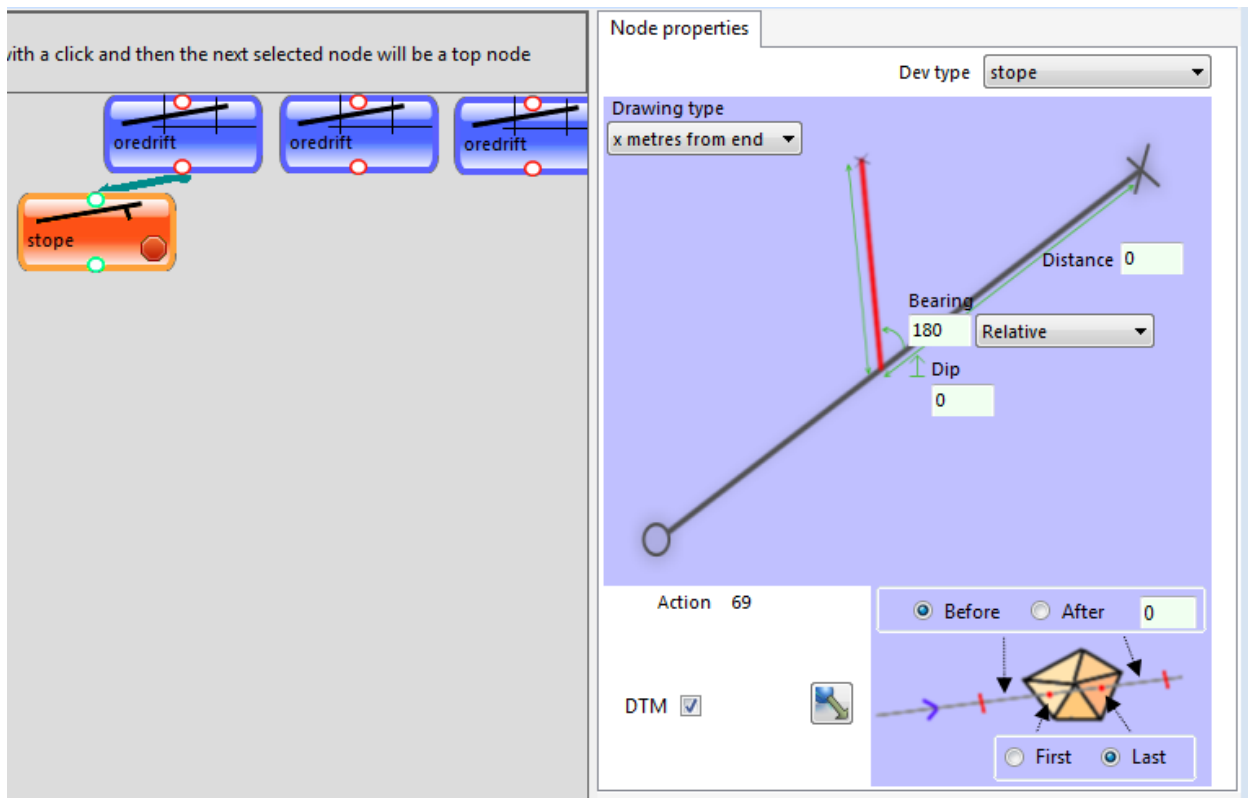 with a click and then the next selected node will be a top node
oredrift
oredrift
oredrift
stope
Node properties
Dev type stope
Drawing type
x metres from end
Distance 0
Bearing
180 Relative
Dip
0
Action 69
Before After 0
DTM
First Last